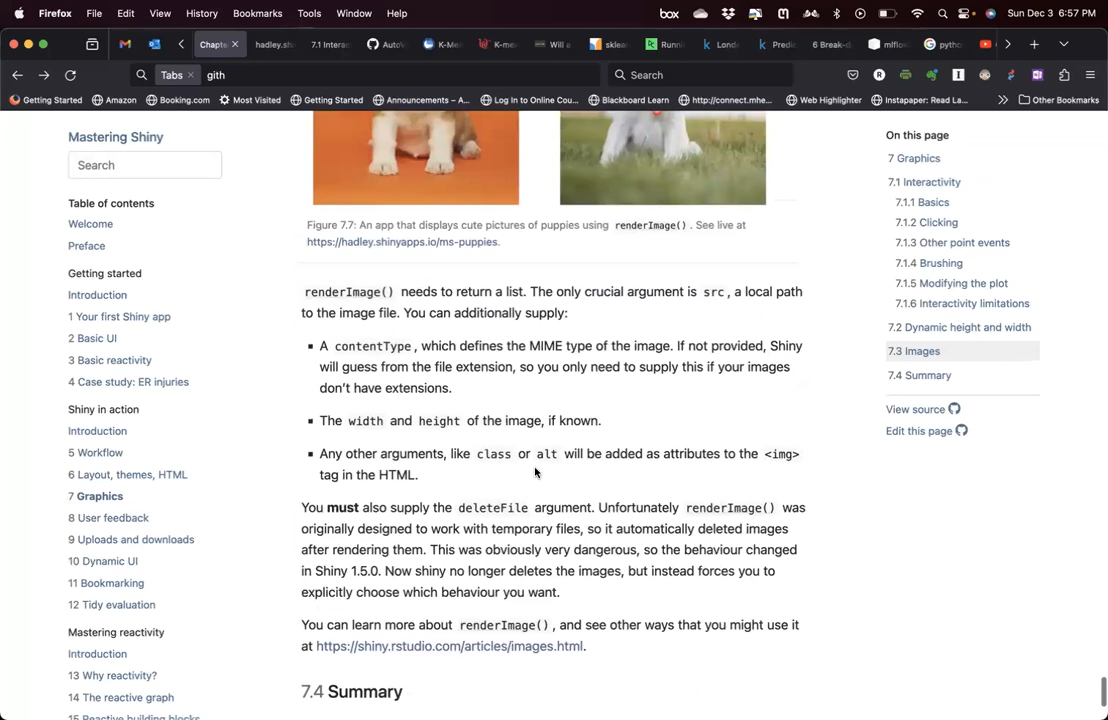 Firefox File Edit View History Bookmarks Tools Window Help box Sun Dec 3 6:57 PM
Chapte hadley.sh 7.1 Interac AutoV K-Me K-me Will a sklea Runni Lond Predi 6 Break-d mlflow pytho
Tabs gith Search
Getting Started Amazon Booking.com Most Visited Getting Started Announcements – A... Log In to Online Cou... Blackboard Learn http://connect.mhe... Web Highlighter Instapaper: Read La... Other Bookmarks
Mastering Shiny
Search
Table of contents
Welcome
Preface
Getting started
Introduction
1 Your first Shiny app
2 Basic UI
3 Basic reactivity
4 Case study: ER injuries
Shiny in action
Introduction
5 Workflow
6 Layout, themes, HTML
7 Graphics
8 User feedback
9 Uploads and downloads
10 Dynamic UI
11 Bookmarking
12 Tidy evaluation
Mastering reactivity
Introduction
13 Why reactivity?
14 The reactive graph
15 Reactive building blocks
Figure 7.7: An app that displays cute pictures of puppies using renderImage(). See live at
https://hadley.shinyapps.io/ms-puppies.
renderImage() needs to return a list. The only crucial argument is src, a local path
to the image file. You can additionally supply:
▪ A contentType, which defines the MIME type of the image. If not provided, Shiny
will guess from the file extension, so you only need to supply this if your images
don’t have extensions.
▪ The width and height of the image, if known.
▪ Any other arguments, like class or alt will be added as attributes to the <img>
tag in the HTML.
You must also supply the deleteFile argument. Unfortunately renderImage() was
originally designed to work with temporary files, so it automatically deleted images
after rendering them. This was obviously very dangerous, so the behaviour changed
in Shiny 1.5.0. Now shiny no longer deletes the images, but instead forces you to
explicitly choose which behaviour you want.
You can learn more about renderImage(), and see other ways that you might use it
at https://shiny.rstudio.com/articles/images.html.
7.4 Summary
On this page
7 Graphics
7.1 Interactivity
7.1.1 Basics
7.1.2 Clicking
7.1.3 Other point events
7.1.4 Brushing
7.1.5 Modifying the plot
7.1.6 Interactivity limitations
7.2 Dynamic height and width
7.3 Images
7.4 Summary
View source
Edit this page